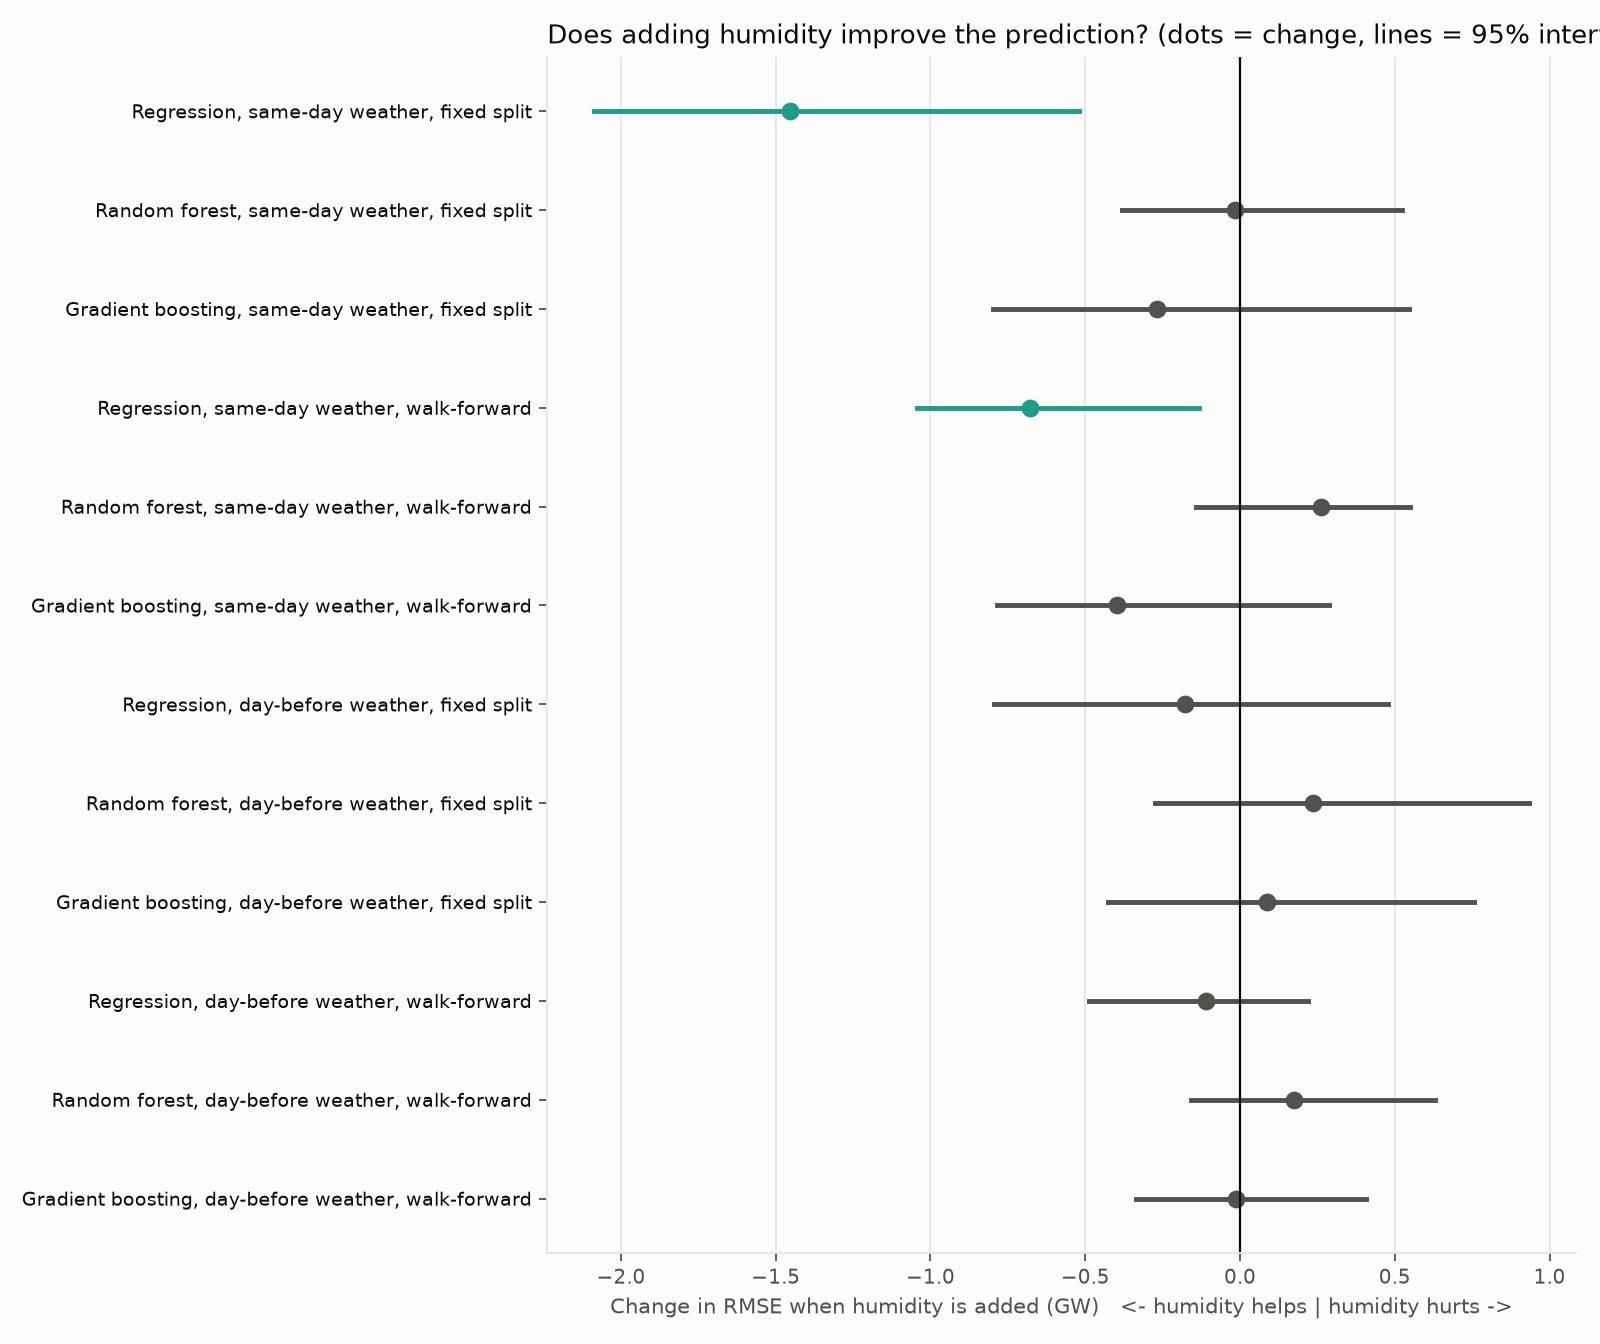 Does adding humidity improve the prediction? (dots = change, lines = 95% inter
Regression, same-day weather, fixed split
Random forest, same-day weather, fixed split
Gradient boosting, same-day weather, fixed split
Regression, same-day weather, walk-forward
Random forest, same-day weather, walk-forward
Gradient boosting, same-day weather, walk-forward
Regression, day-before weather, fixed split
Random forest, day-before weather, fixed split
Gradient boosting, day-before weather, fixed split
Regression, day-before weather, walk-forward
Random forest, day-before weather, walk-forward
Gradient boosting, day-before weather, walk-forward
−2.0 −1.5 −1.0 −0.5 0.0 0.5 1.0
Change in RMSE when humidity is added (GW) <- humidity helps | humidity hurts ->